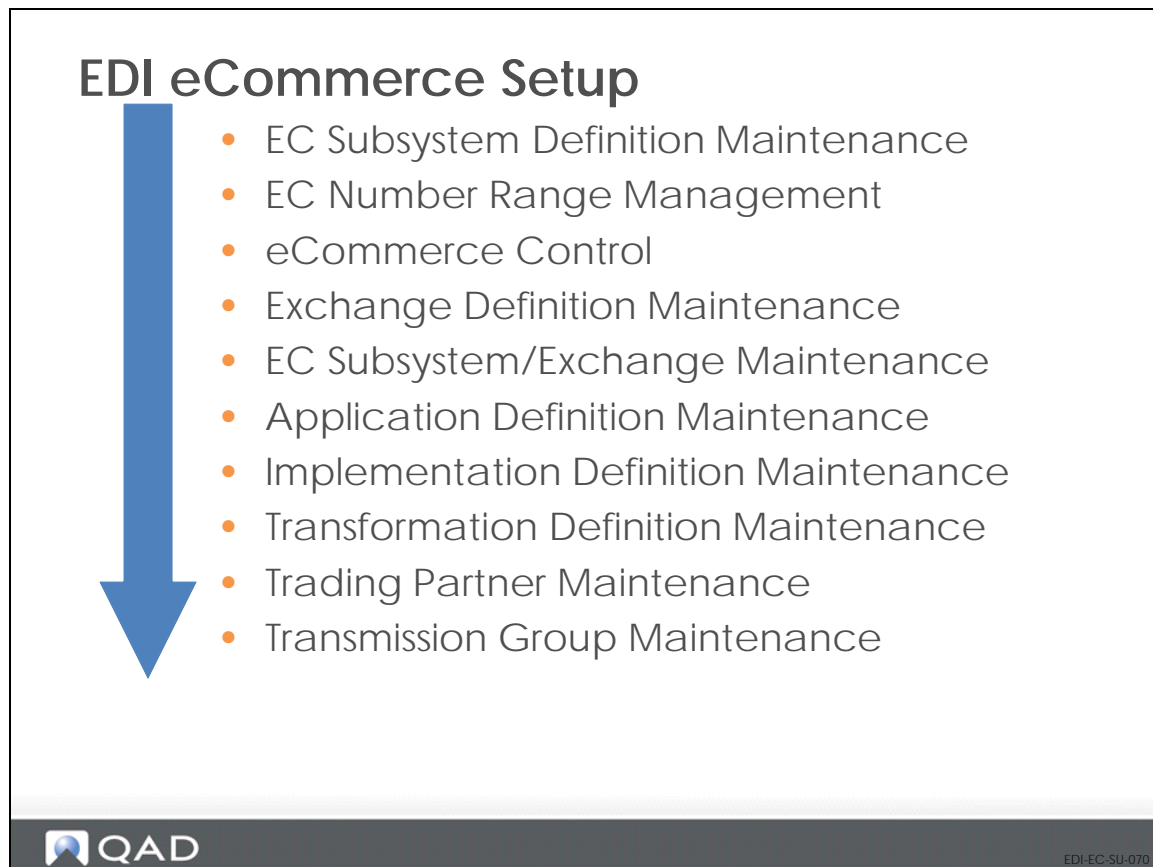 EDI eCommerce Setup
• EC Subsystem Definition Maintenance
• EC Number Range Management
• eCommerce Control
• Exchange Definition Maintenance
• EC Subsystem/Exchange Maintenance
• Application Definition Maintenance
• Implementation Definition Maintenance
• Transformation Definition Maintenance
• Trading Partner Maintenance
• Transmission Group Maintenance
QAD
EDI-EC-SU-070